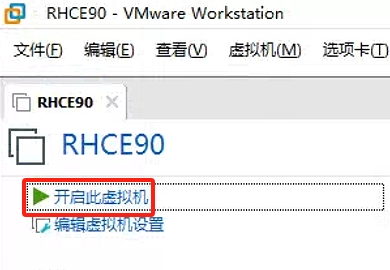 RHCE90 - VMware Workstation
文件(F) 编辑(E) 查看(V) 虚拟机(M) 选项卡(T)
RHCE90
RHCE90
开启此虚拟机
编辑虚拟机设置